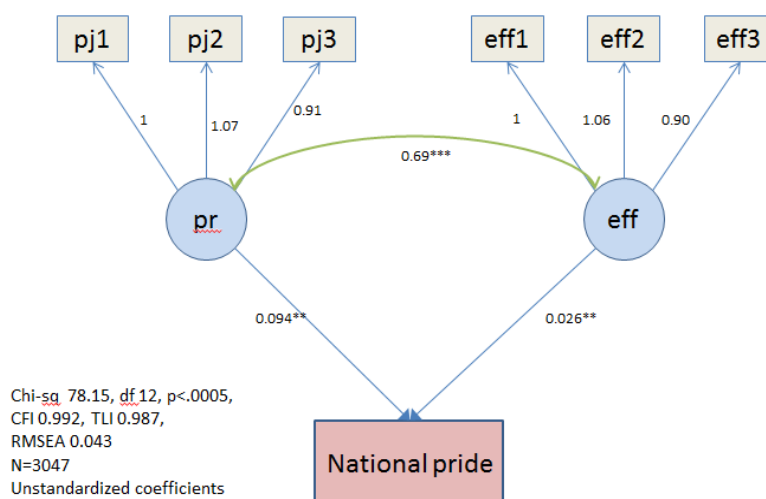 pj1
pj2
pj3
eff1
eff2
eff3
1
1.07
0.91
1
1.06
0.90
0.69***
pr
eff
0.094**
0.026**
Chi-sq 78.15, df 12, p<.0005,
CFI 0.992, TLI 0.987,
RMSEA 0.043
N=3047
Unstandardized coefficients
National pride